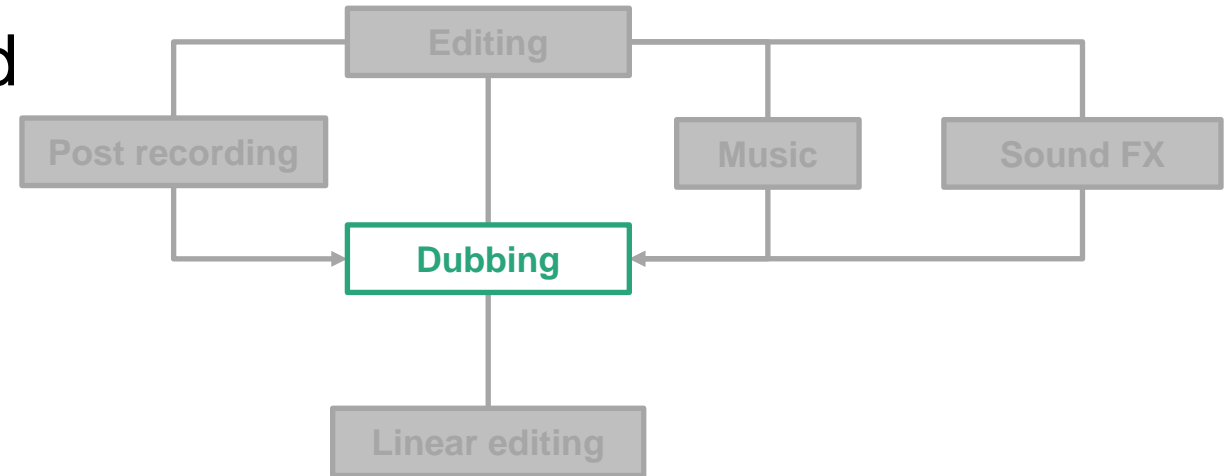 d
Editing
Post recording
Music
Sound FX
Dubbing
Linear editing